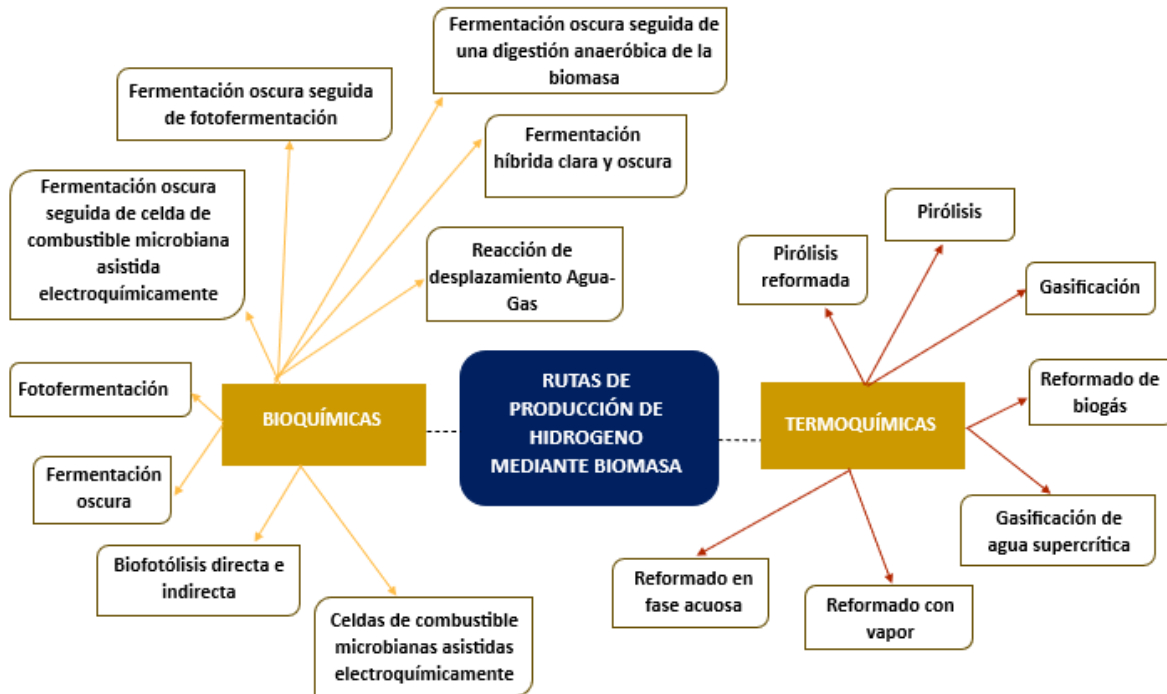 Fermentación oscura seguida de
una digestión anaeróbica de la
biomasa
Fermentación oscura seguida
de fotofermentación
Fermentación
híbrida clara y oscura
Fermentación oscura
seguida de celda de
combustible microbiana
asistida
electroquímicamente
Reacción de
desplazamiento Agua-
Gas
Fotofermentación
BIOQUÍMICAS
Fermentación
oscura
Biofotólisis directa e
indirecta
Celdas de combustible
microbianas asistidas
electroquímicamente
RUTAS DE
PRODUCCIÓN DE
HIDROGENO
MEDIANTE BIOMASA
Pirólisis
Pirólisis
reformada
Gasificación
TERMOQUÍMICAS
Reformado de
biogás
Gasificación de
agua supercrítica
Reformado en
fase acuosa
Reformado con
vapor